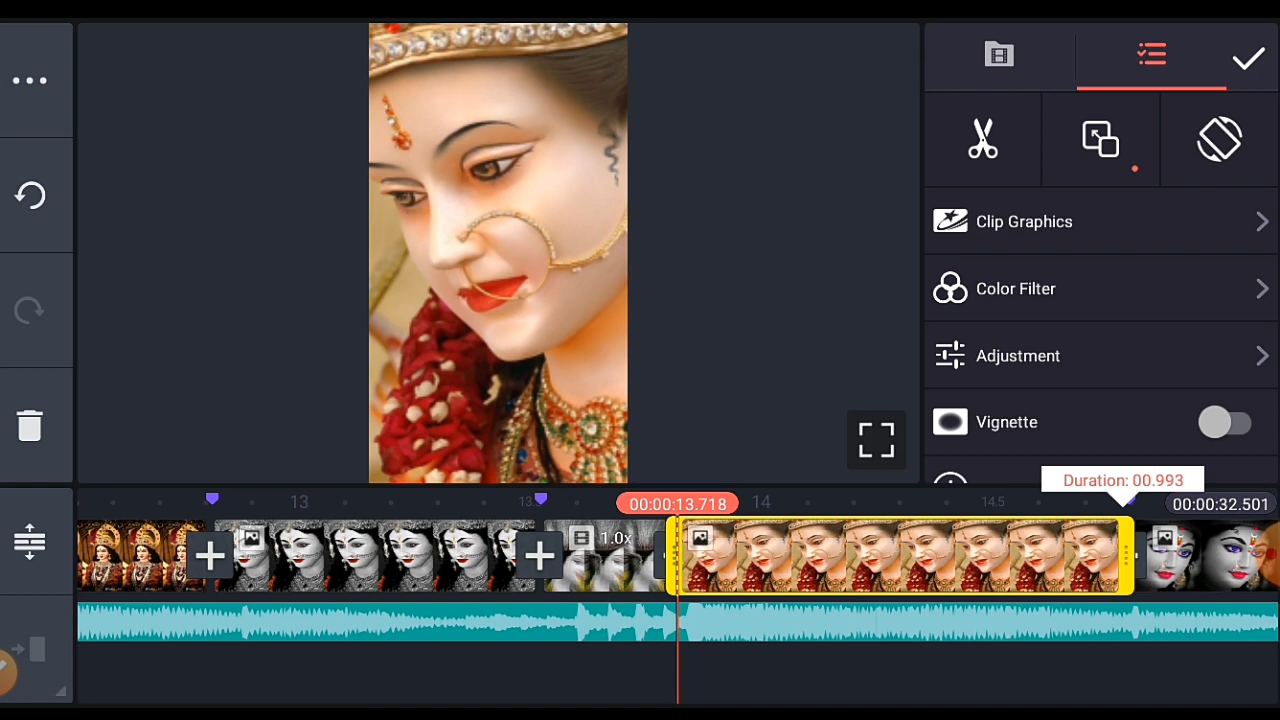 Clip Graphics
Color Filter
Adjustment
Vignette
Duration: 00.993
13
00:00:13.718
14
14.5
00:00:32.501
1.0x